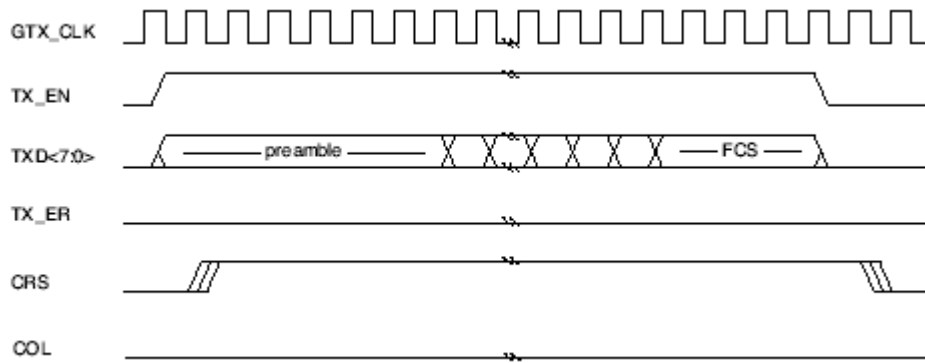 GTX_CLK
TX_EN
TXD<7:0>
preamble
FCS
TX_ER
CRS
COL